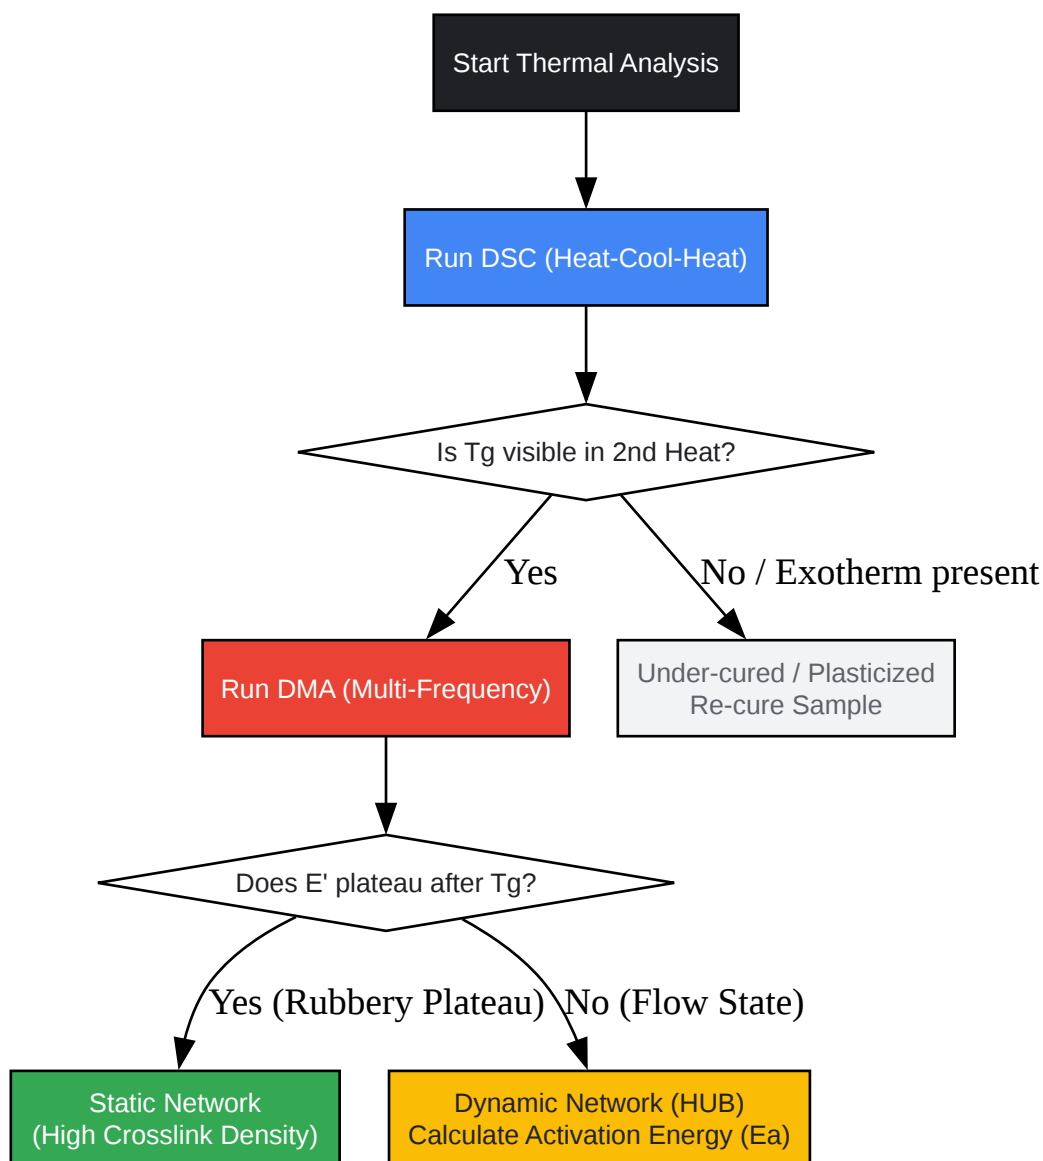 Start Thermal Analysis
Run DSC (Heat-Cool-Heat)
Is Tg visible in 2nd Heat?
Yes
No / Exotherm present
Run DMA (Multi-Frequency)
Under-cured / Plasticized
Re-cure Sample
Does E' plateau after Tg?
Yes (Rubbery Plateau)
No (Flow State)
Static Network
(High Crosslink Density)
Dynamic Network (HUB)
Calculate Activation Energy (Ea)